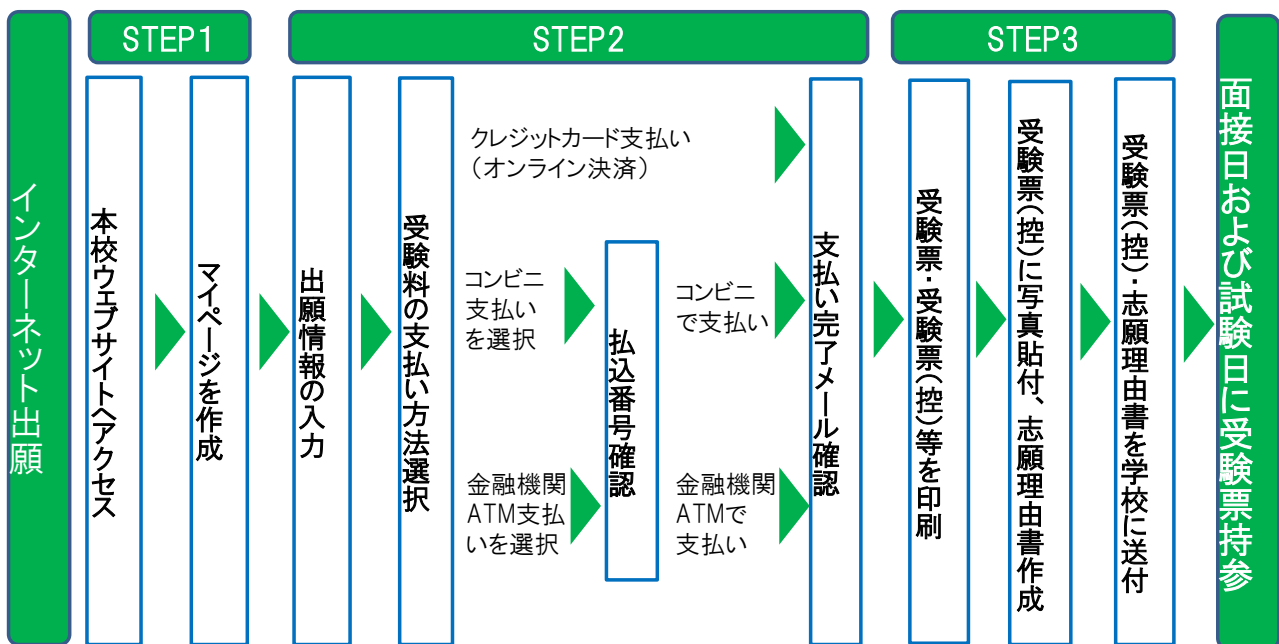 インターネット出願
STEP1
本校ウェブサイトへアクセス
マイページを作成
STEP2
出願情報の入力
受験料の支払い方法選択
クレジットカード支払い
（オンライン決済）
コンビニ
支払い
を選択
金融機関
ATM支払
いを選択
払込番号確認
コンビニ
で支払い
金融機関
ATMで
支払い
支払い完了メール確認
STEP3
受験票・受験票(控)等を印刷
受験票(控)に写真貼付、志願理由書作成
受験票(控)・志願理由書を学校に送付
面接日および試験日に受験票持参